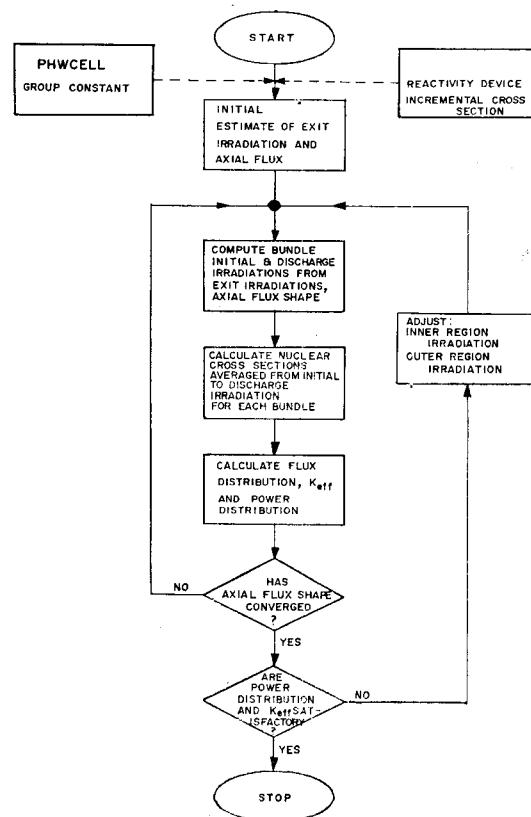 START
PHWCELL
GROUP CONSTANT
REACTIVITY DEVICE
INCREMENTAL CROSS
SECTION
INITIAL
ESTIMATE OF EXIT
IRRADIATION AND
AXIAL FLUX
COMPUTE BUNDLE
INITIAL & DISCHARGE
IRRADIATIONS FROM
EXIT IRRADIATIONS,
AXIAL FLUX SHAPE
ADJUST:
INNER REGION
IRRADIATION
OUTER REGION
IRRADIATION
CALCULATE NUCLEAR
CROSS SECTIONS
AVERAGED FROM INITIAL
TO DISCHARGE
IRRADIATION
FOR EACH BUNDLE
CALCULATE FLUX
DISTRIBUTION, Keff
AND POWER
DISTRIBUTION
NO
HAS
AXIAL FLUX SHAPE
CONVERGED
?
YES
ARE
POWER
DISTRIBUTION
AND Keff SAT-
ISFACTORY
?
NO
YES
STOP